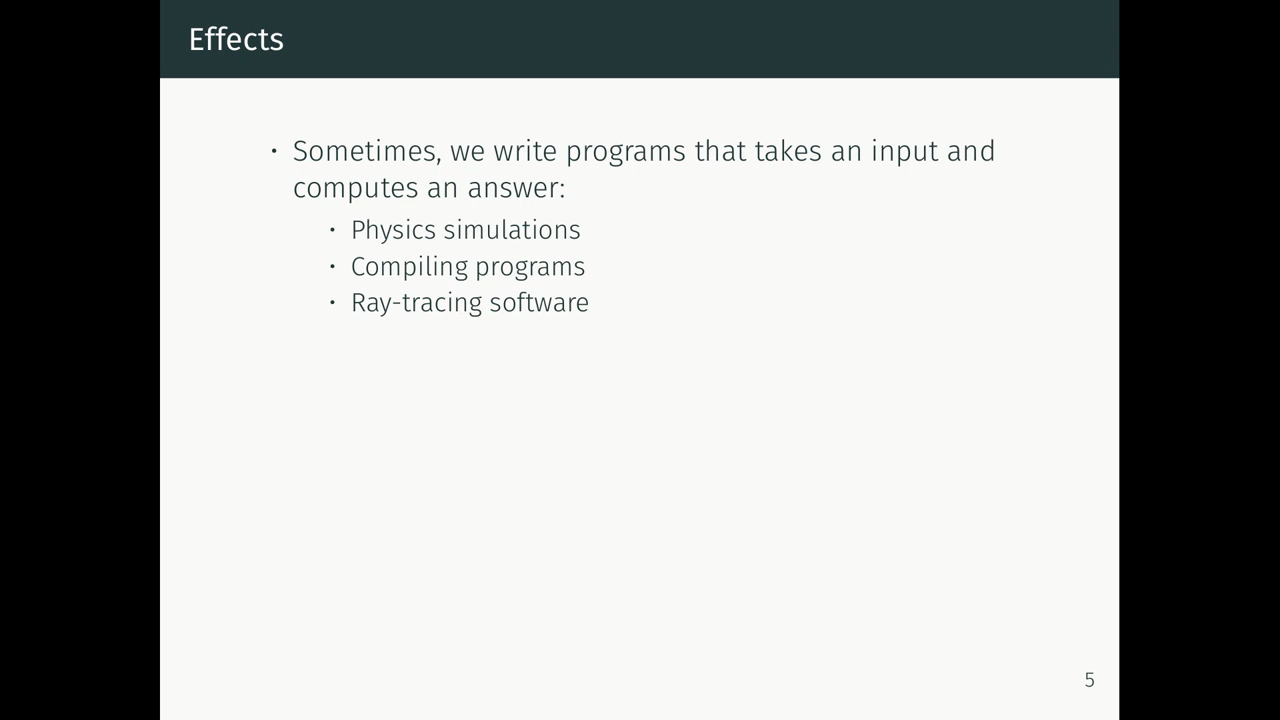 Effects
• Sometimes, we write programs that takes an input and
computes an answer:
• Physics simulations
• Compiling programs
• Ray-tracing software
5